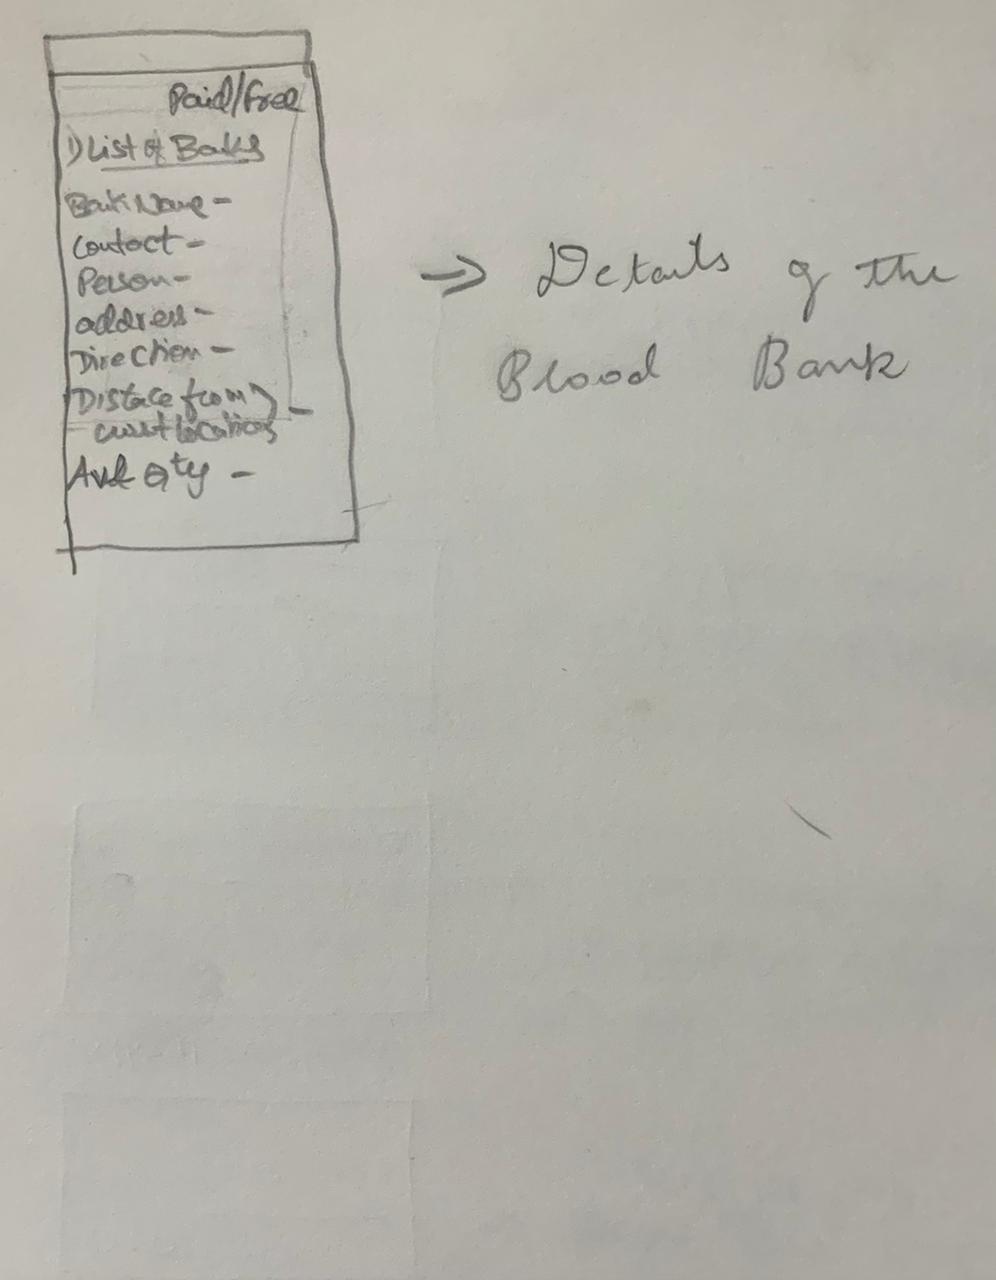 Paid/free
1) List of Banks
Bank Name -
Contact -
Person -
address -
Direction -
Distace from } -
currt location
Avl Qty -
→ Details of the
Blood Bank